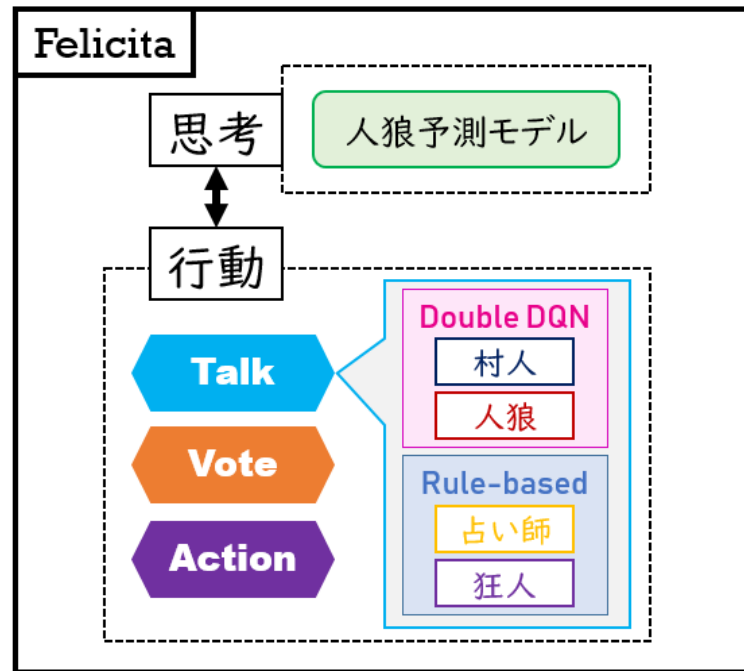 Felicita
思考
人狼予測モデル
行動
Talk
Vote
Action
Double DQN
村人
人狼
Rule-based
占い師
狂人